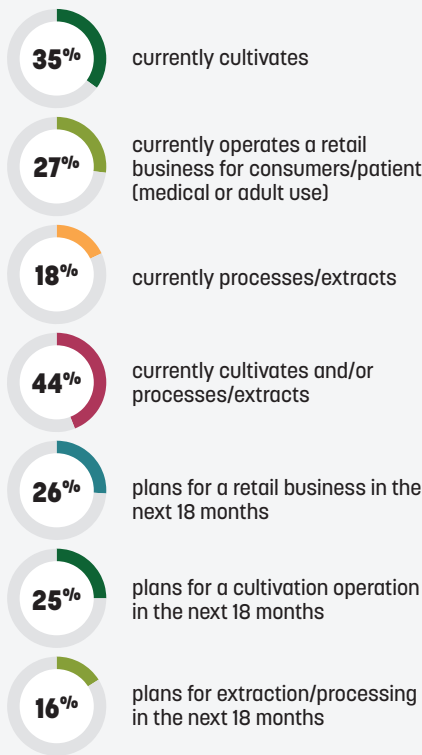 35%
currently cultivates
27%
currently operates a retail
business for consumers/patient
(medical or adult use)
18%
currently processes/extracts
44%
currently cultivates and/or
processes/extracts
26%
plans for a retail business in the
next 18 months
25%
plans for a cultivation operation
in the next 18 months
16%
plans for extraction/processing
in the next 18 months